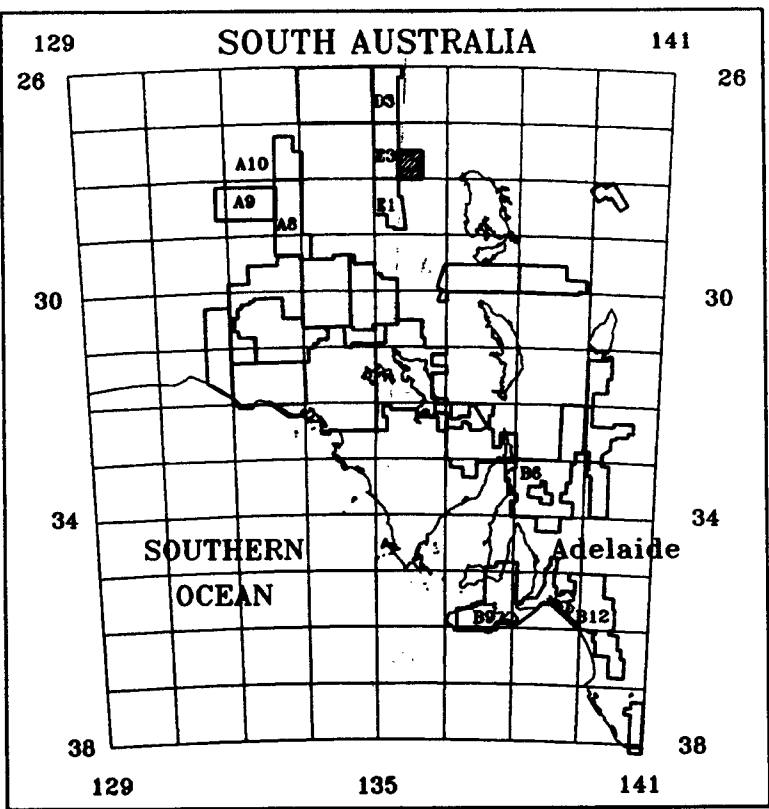 129 SOUTH AUSTRALIA 141
26 26
D3
A10 E3
A9 E1
A8
30 30
B6
34 34
SOUTHERN Adelaide
OCEAN
B9 B12
38 38
129 135 141